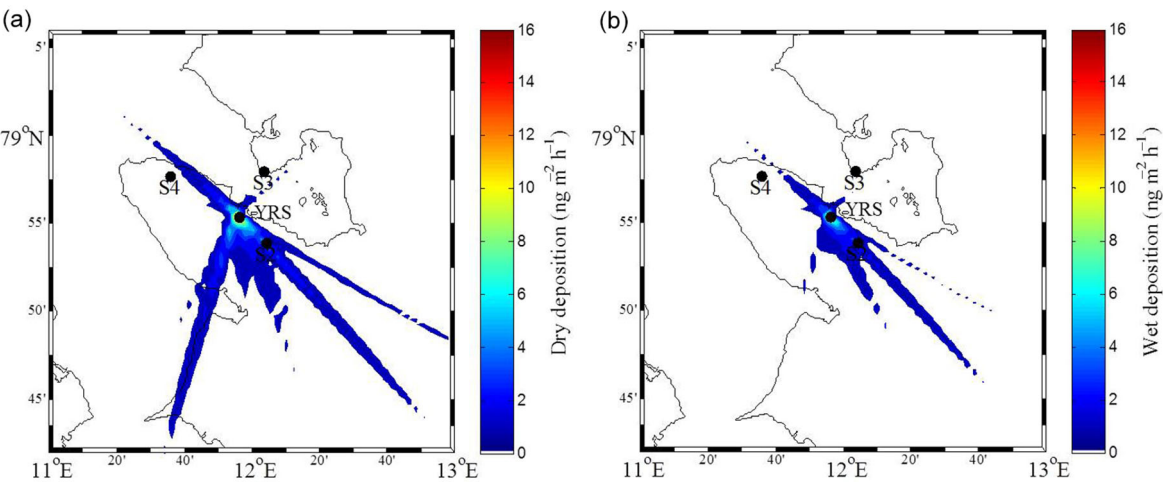 (a)
5'
79°N
55'
50'
45'
11°E 20' 40' 12°E 20' 40' 13°E
S4
S3
YRS
S2
16
14
12
10
8
6
4
2
0
Dry deposition (ng m⁻² h⁻¹)
(b)
5'
79°N
55'
50'
45'
11°E 20' 40' 12°E 20' 40' 13°E
S4
S3
YRS
S2
16
14
12
10
8
6
4
2
0
Wet deposition (ng m⁻² h⁻¹)